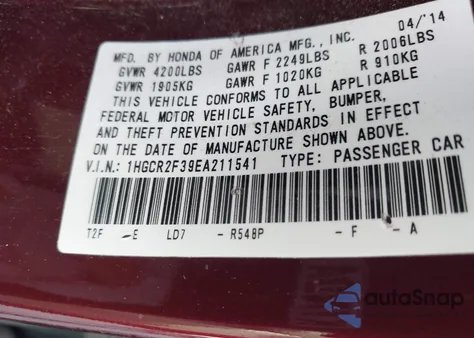 MFD. BY HONDA OF AMERICA MFG., INC. 04/'14
GVWR 4200LBS GAWR F 2249LBS R 2006LBS
GVWR 1905KG GAWR F 1020KG R 910KG
THIS VEHICLE CONFORMS TO ALL APPLICABLE
FEDERAL MOTOR VEHICLE SAFETY, BUMPER,
AND THEFT PREVENTION STANDARDS IN EFFECT
ON THE DATE OF MANUFACTURE SHOWN ABOVE.
V.I.N.: 1HGCR2F39EA211541 TYPE: PASSENGER CAR
T2F -E LD7 -R548P -F -A
autoSnap